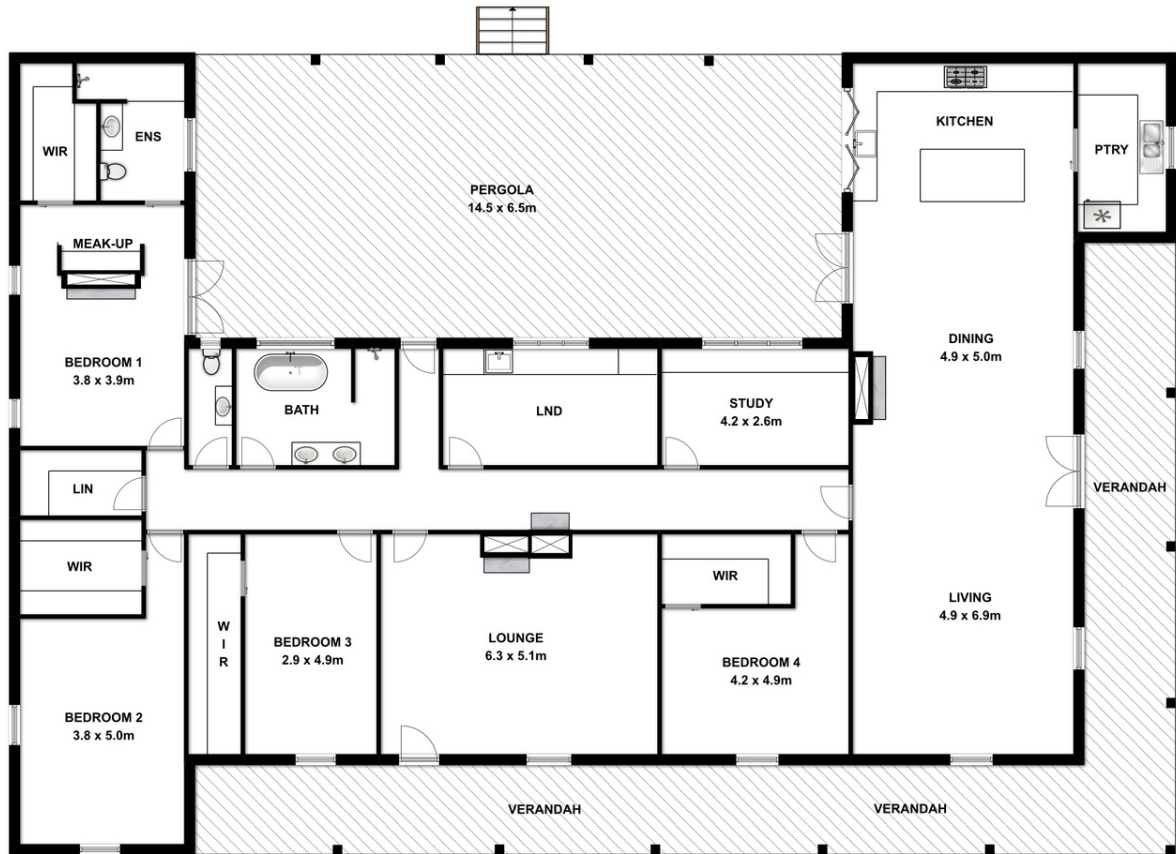 WIR
ENS
KITCHEN
PTRY
PERGOLA
14.5 x 6.5m
MEAK-UP
BEDROOM 1
3.8 x 3.9m
BATH
LND
STUDY
4.2 x 2.6m
DINING
4.9 x 5.0m
LIN
VERANDAH
WIR
W
I
R
BEDROOM 3
2.9 x 4.9m
LOUNGE
6.3 x 5.1m
WIR
BEDROOM 4
4.2 x 4.9m
LIVING
4.9 x 6.9m
BEDROOM 2
3.8 x 5.0m
VERANDAH
VERANDAH